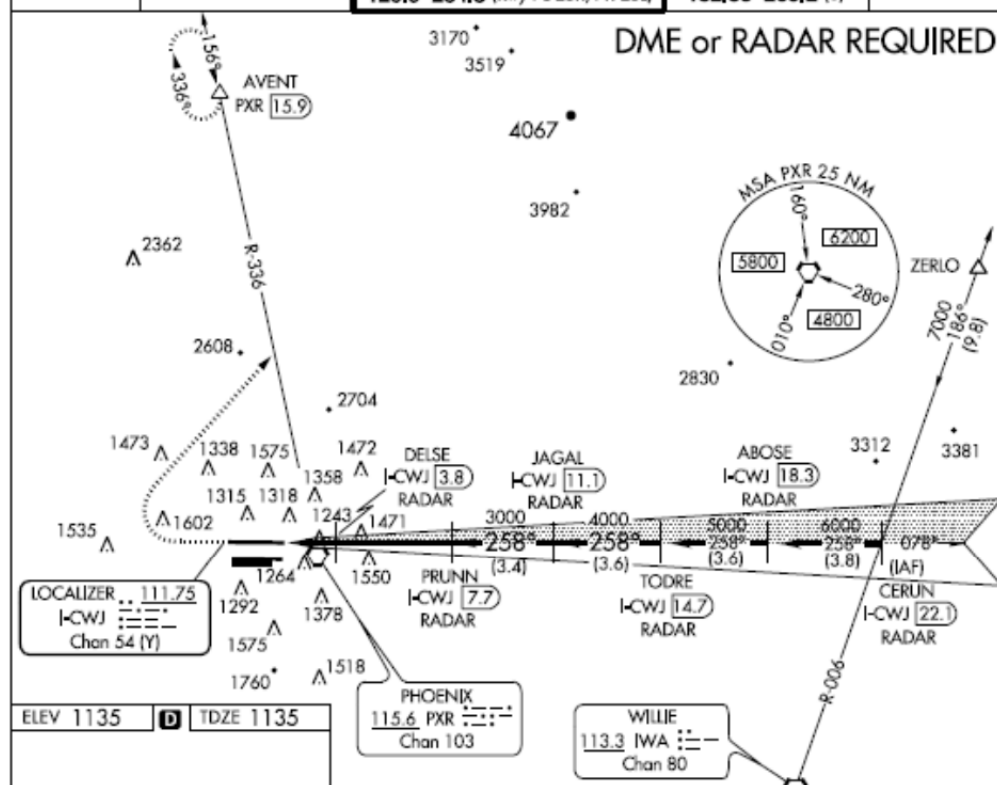 DME or RADAR REQUIRED
3170
3519
156°
336°
AVENT
PXR 15.9
4067
3982
MSA PXR 25 NM
160°
6200
5800
280°
010°
4800
ZERLO
7000
186°
(9.8)
2362
R-336
2608
2830
2704
3312
3381
1473
1338
1575
1472
1358
1315
1318
1243
1471
1535
1602
DELSE
I-CWJ 3.8
RADAR
JAGAL
I-CWJ 11.1
RADAR
ABOSE
I-CWJ 18.3
RADAR
3000
258°
(3.4)
4000
258°
(3.6)
5000
258°
(3.6)
6000
258°
(3.8)
078°
(IAF)
CERUN
I-CWJ 22.1
RADAR
PRUNN
I-CWJ 7.7
RADAR
TODRE
I-CWJ 14.7
RADAR
1264
1550
1292
1378
1575
1518
1760
LOCALIZER 111.75
I-CWJ
Chan 54 (Y)
PHOENIX
115.6 PXR
Chan 103
WILLIE
113.3 IWA
Chan 80
R-006
ELEV 1135
D
TDZE 1135